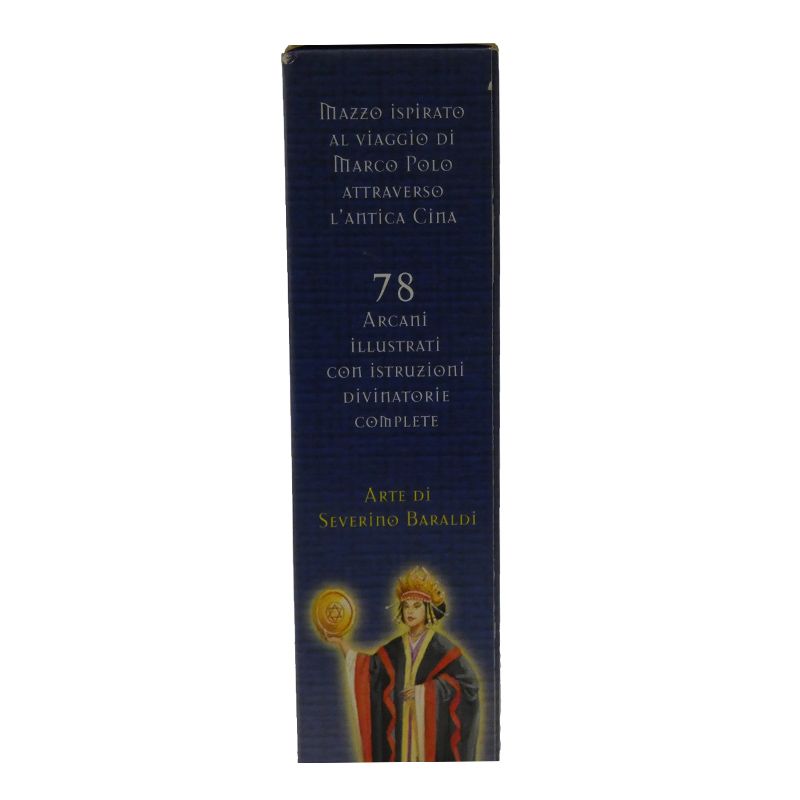 Mazzo ispirato
al viaggio di
Marco Polo
attraverso
l'antica Cina
78
Arcani
illustrati
con istruzioni
divinatorie
complete
Arte di
Severino Baraldi